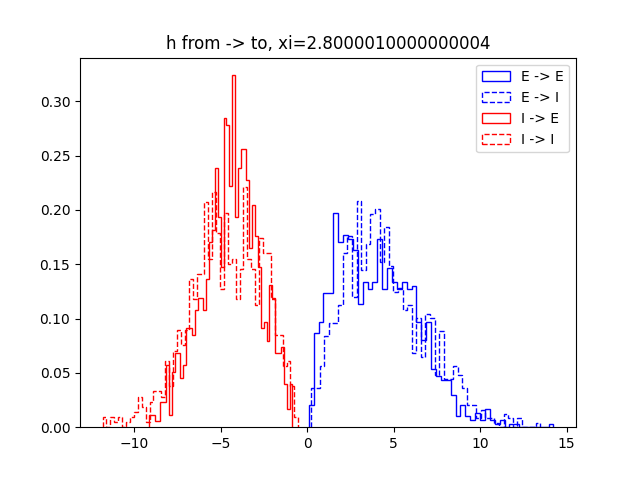 h from -> to, xi=2.8000010000000004
E -> E
E -> I
I -> E
I -> I
0.30
0.25
0.20
0.15
0.10
0.05
0.00
−10
−5
0
5
10
15